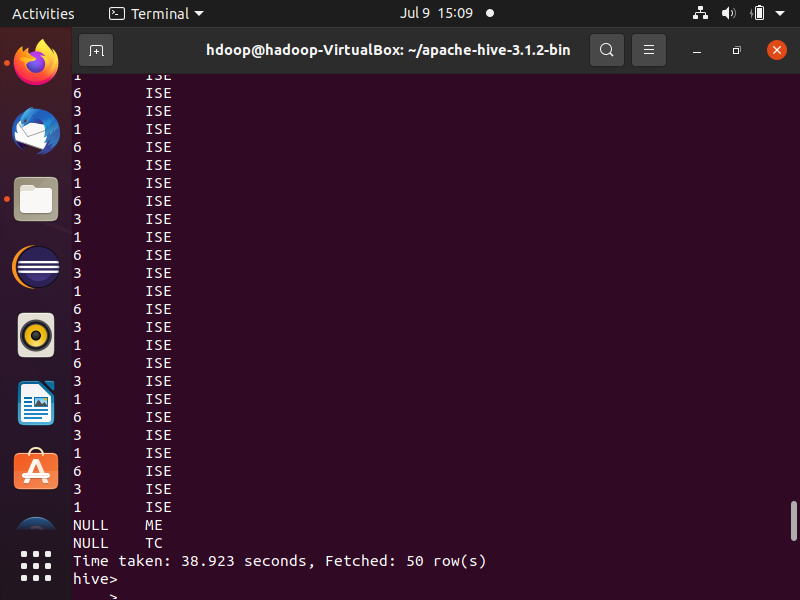 Activities Terminal Jul 9 15:09
hdoop@hadoop-VirtualBox: ~/apache-hive-3.1.2-bin
1 ISE
6 ISE
3 ISE
1 ISE
6 ISE
3 ISE
1 ISE
6 ISE
3 ISE
1 ISE
6 ISE
3 ISE
1 ISE
6 ISE
3 ISE
1 ISE
6 ISE
3 ISE
1 ISE
6 ISE
3 ISE
1 ISE
6 ISE
3 ISE
1 ISE
NULL ME
NULL TC
Time taken: 38.923 seconds, Fetched: 50 row(s)
hive>
>